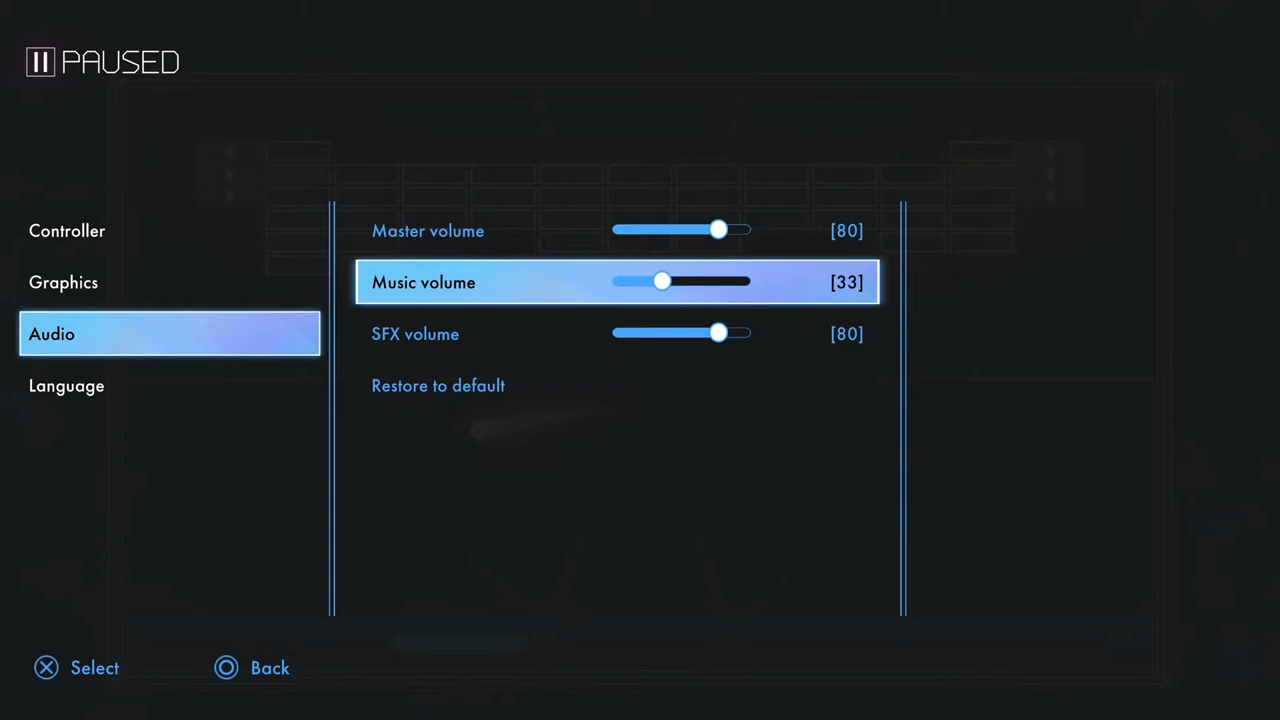 PAUSED
Controller
Graphics
Audio
Language
Master volume [80]
Music volume [33]
SFX volume [80]
Restore to default
Select Back